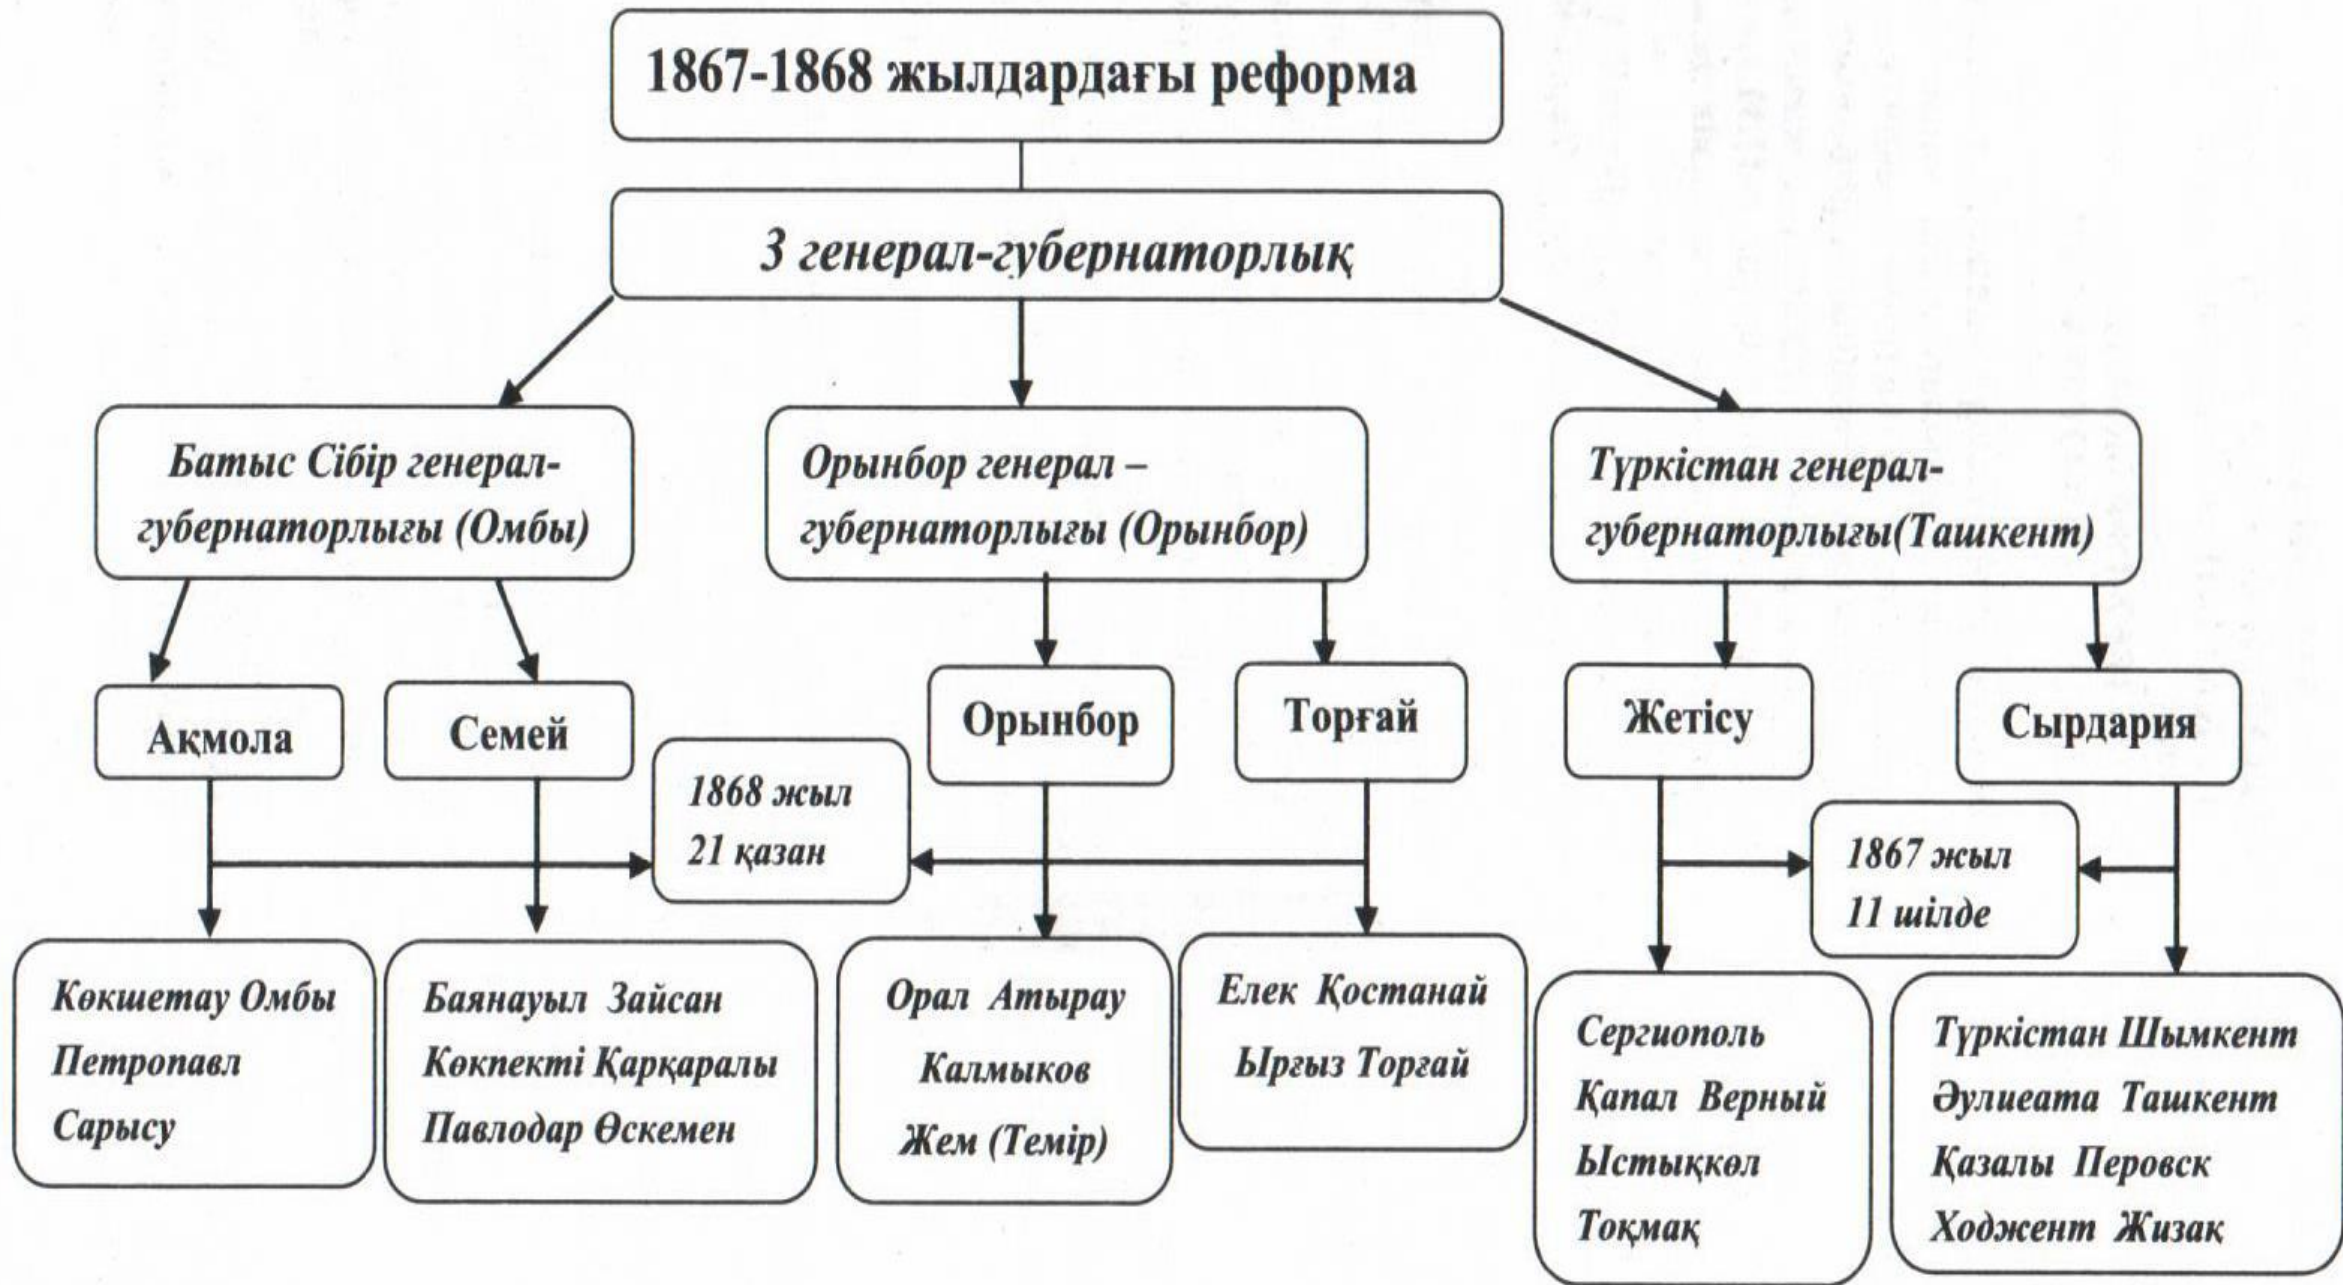 1867-1868 жылдардағы реформа
3 генерал-губернаторлық
Батыс Сібір генерал-
губернаторлығы (Омбы)
Орынбор генерал –
губернаторлығы (Орынбор)
Түркістан генерал-
губернаторлығы(Ташкент)
Ақмола
Семей
Орынбор
Торғай
Жетісу
Сырдария
1868 жыл
21 қазан
1867 жыл
11 шілде
Көкшетау Омбы
Петропавл
Сарысу
Баянауыл Зайсан
Көкпекті Қарқаралы
Павлодар Өскемен
Орал Атырау
Калмыков
Жем (Темір)
Елек Қостанай
Ырғыз Торғай
Сергиополь
Қапал Верный
Ыстықкөл
Тоқмақ
Түркістан Шымкент
Әулиеата Ташкент
Қазалы Перовск
Ходжент Жизак